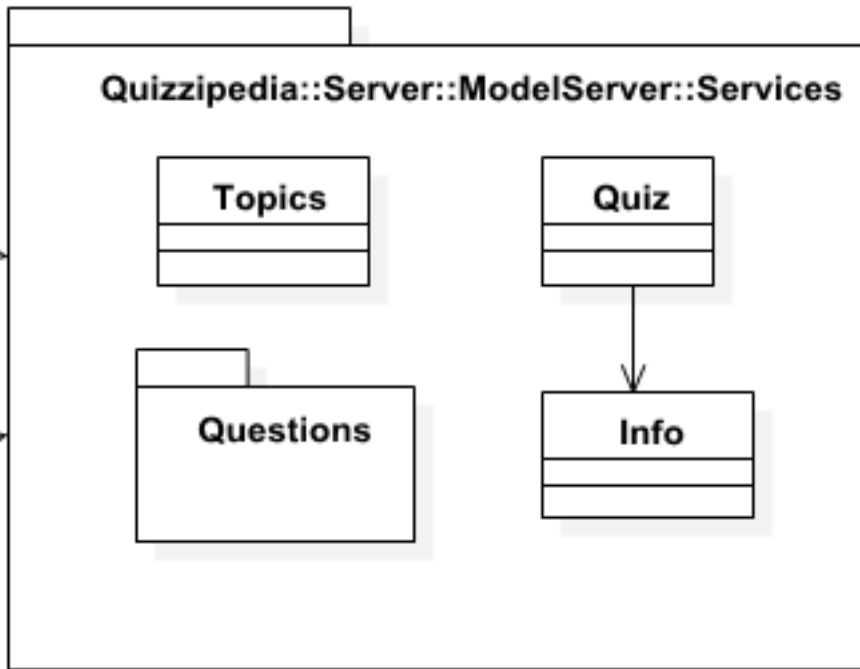 Quizzipedia::Server::ModelServer::Services
Topics
Quiz
Questions
Info